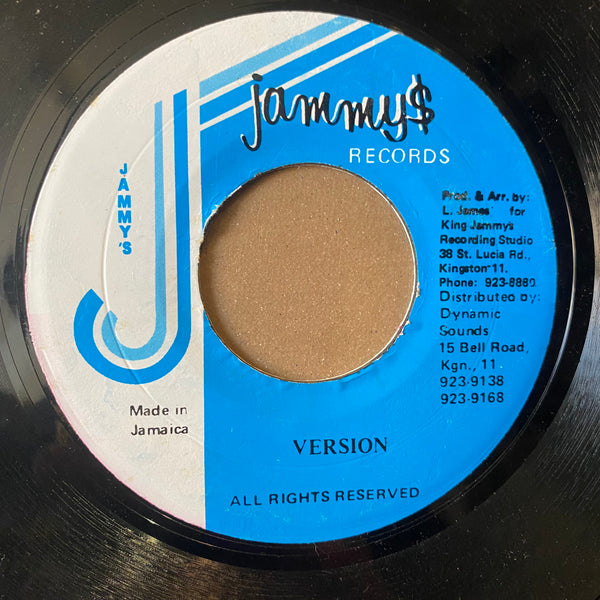 jammy$
RECORDS
JAMMY'S
Prod. & Arr. by:
L. James for
King Jammys
Recording Studio
38 St. Lucia Rd.,
Kingston 11.
Phone: 923-8880.
Distributed by:
Dynamic
Sounds
15 Bell Road,
Kgn., 11
923-9138
923-9168
Made in
Jamaica
VERSION
ALL RIGHTS RESERVED